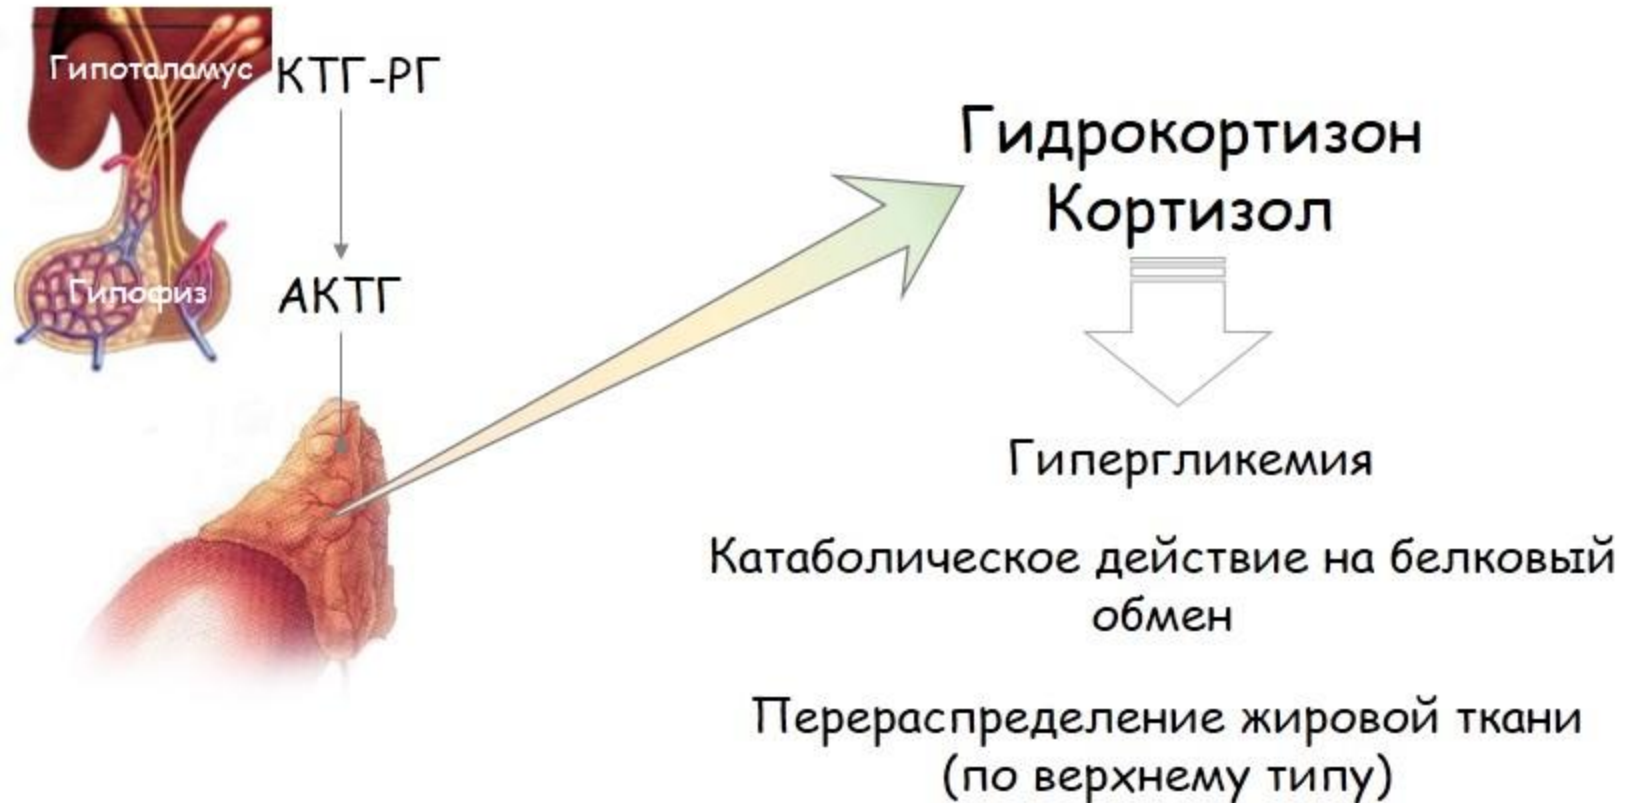 Гипоталамус
КТГ-РГ
Гипофиз
АКТГ
Гидрокортизон
Кортизол
Гипергликемия
Катаболическое действие на белковый
обмен
Перераспределение жировой ткани
(по верхнему типу)